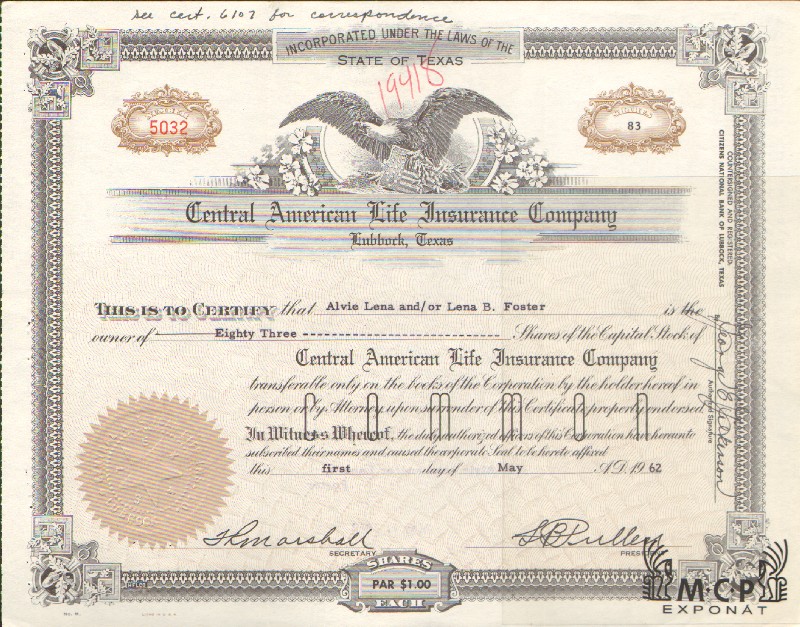 see cert. 6107 for correspondence
INCORPORATED UNDER THE LAWS OF THE
STATE OF TEXAS
19418
NUMBER
5032
SHARES
83
Central American Life Insurance Company
Lubbock, Texas
THIS IS TO CERTIFY that Alvie Lena and/or Lena B. Foster is the
owner of Eighty Three Shares of the Capital Stock of
Central American Life Insurance Company
transferable only on the books of the Corporation by the holder hereof in
person or by Attorney upon surrender of this Certificate properly endorsed
COMMON
In Witness Whereof, the duly authorized officers of this Corporation have hereunto
subscribed their names and caused the corporate Seal to be hereto affixed
this first day of May A.D. 1962
SECRETARY
PRESIDENT
SHARES
PAR $1.00
EACH
COUNTERSIGNED AND REGISTERED:
CITIZENS NATIONAL BANK OF LUBBOCK, TEXAS
Authorized Signature
M·C·P
EXPONÁT